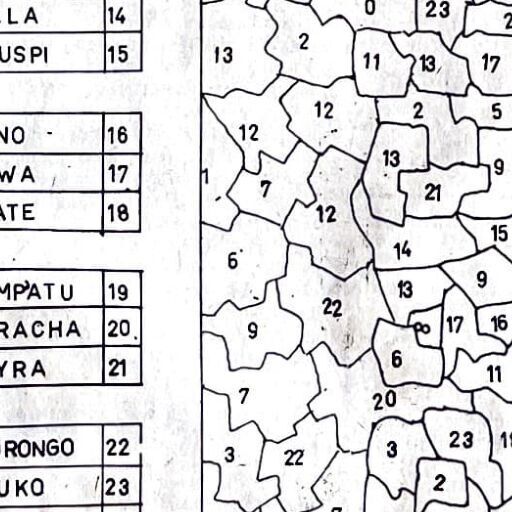 LA 14
USPI 15
NO 16
WA 17
ATE 18
MPATU 19
RACHA 20
YRA 21
RONGO 22
UKO 23
0 23 2
13 2 11 13 17
12 12 2 5
1 7 12 13 21 9
6 14 15
22 13 9
9 8 17 16
6 11
7 20
3 22 3 23
2